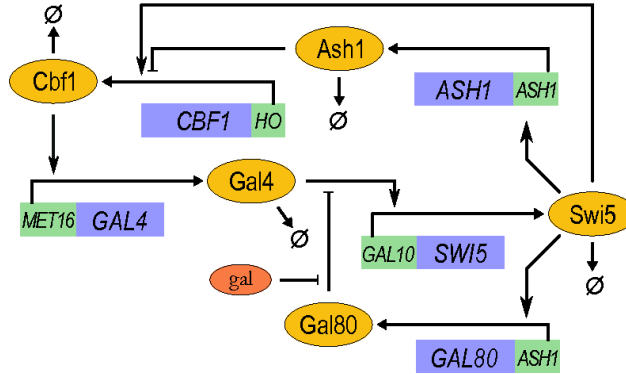 Ø
Cbf1
Ash1
CBF1 HO
Ø
ASH1 ASH1
MET16 GAL4
Gal4
Ø
gal
Gal80
GAL10 SWI5
Swi5
Ø
GAL80 ASH1